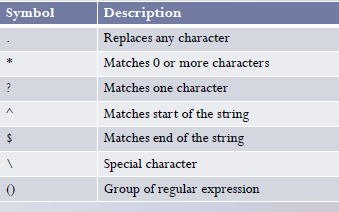 Symbol Description
. Replaces any character
* Matches 0 or more characters
? Matches one character
^ Matches start of the string
$ Matches end of the string
\ Special character
() Group of regular expression